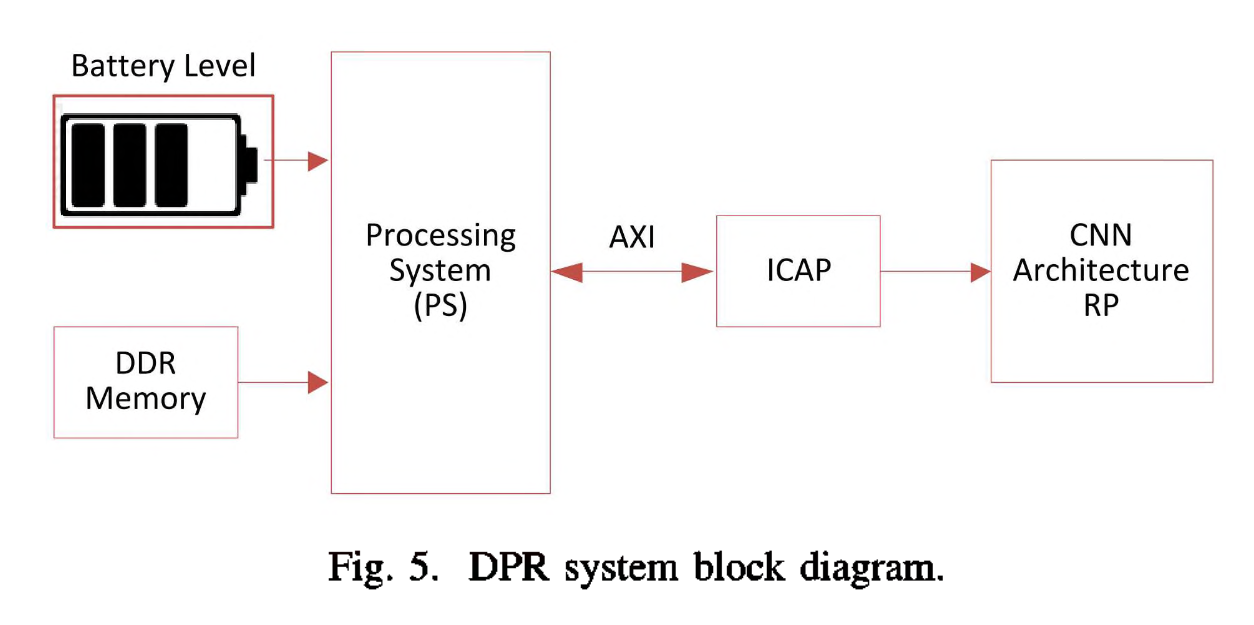 Battery Level
Processing
System
(PS)
DDR
Memory
AXI
ICAP
CNN
Architecture
RP
Fig. 5. DPR system block diagram.